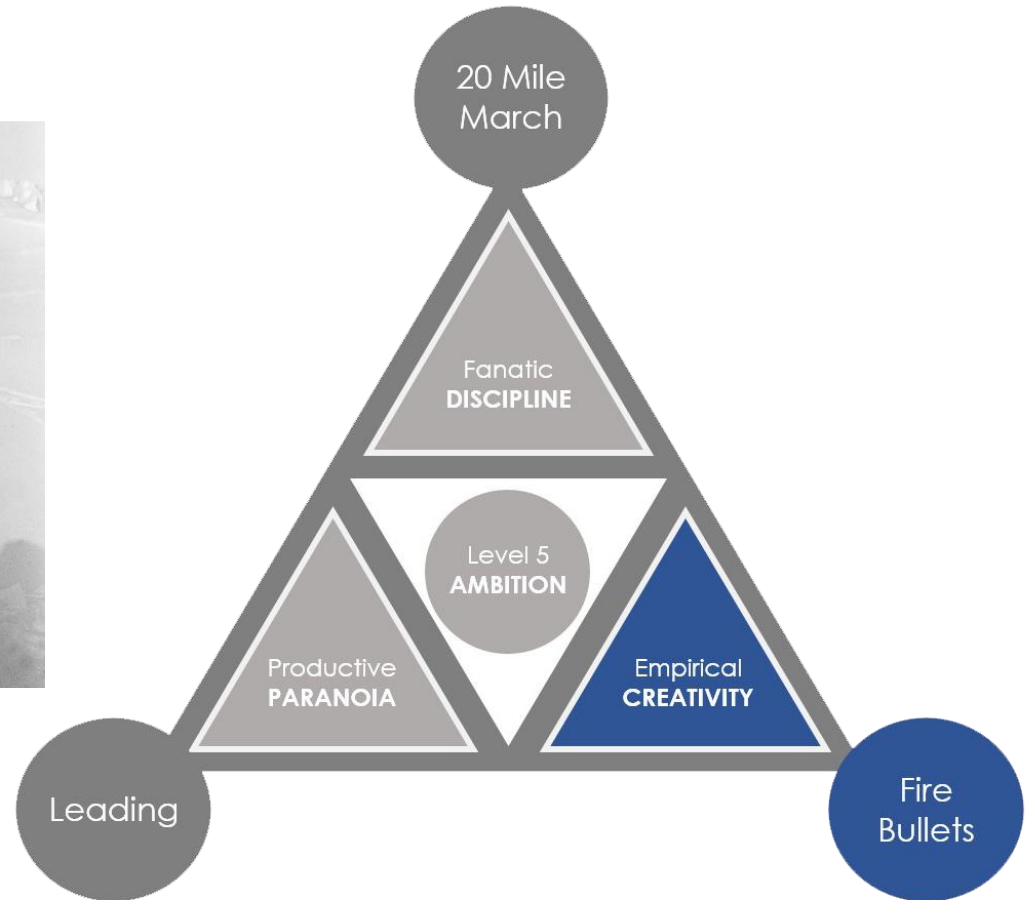 20 Mile
March
Fanatic
DISCIPLINE
Level 5
AMBITION
Productive
PARANOIA
Empirical
CREATIVITY
Leading
Fire
Bullets